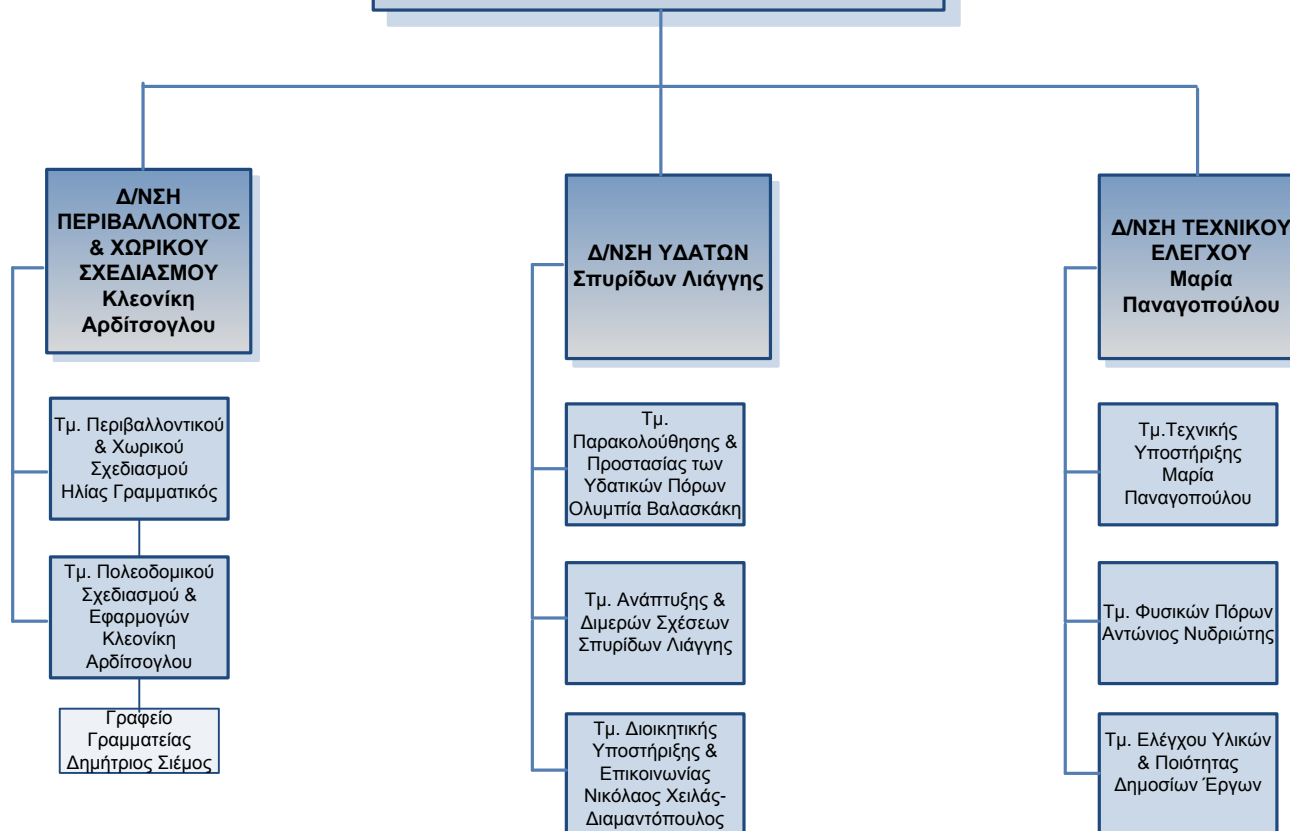 Δ/ΝΣΗ
ΠΕΡΙΒΑΛΛΟΝΤΟΣ
& ΧΩΡΙΚΟΥ
ΣΧΕΔΙΑΣΜΟΥ
Κλεονίκη
Αρδίτσογλου
Τμ. Περιβαλλοντικού
& Χωρικού
Σχεδιασμού
Ηλίας Γραμματικός
Τμ. Πολεοδομικού
Σχεδιασμού &
Εφαρμογών
Κλεονίκη
Αρδίτσογλου
Γραφείο
Γραμματείας
Δημήτριος Σιέμος
Δ/ΝΣΗ ΥΔΑΤΩΝ
Σπυρίδων Λιάγγης
Τμ.
Παρακολούθησης &
Προστασίας των
Υδατικών Πόρων
Ολυμπία Βαλασκάκη
Τμ. Ανάπτυξης &
Διμερών Σχέσεων
Σπυρίδων Λιάγγης
Τμ. Διοικητικής
Υποστήριξης &
Επικοινωνίας
Νικόλαος Χειλάς-
Διαμαντόπουλος
Δ/ΝΣΗ ΤΕΧΝΙΚΟΥ
ΕΛΕΓΧΟΥ
Μαρία
Παναγοπούλου
Τμ.Τεχνικής
Υποστήριξης
Μαρία
Παναγοπούλου
Τμ. Φυσικών Πόρων
Αντώνιος Νυδριώτης
Τμ. Ελέγχου Υλικών
& Ποιότητας
Δημοσίων Έργων